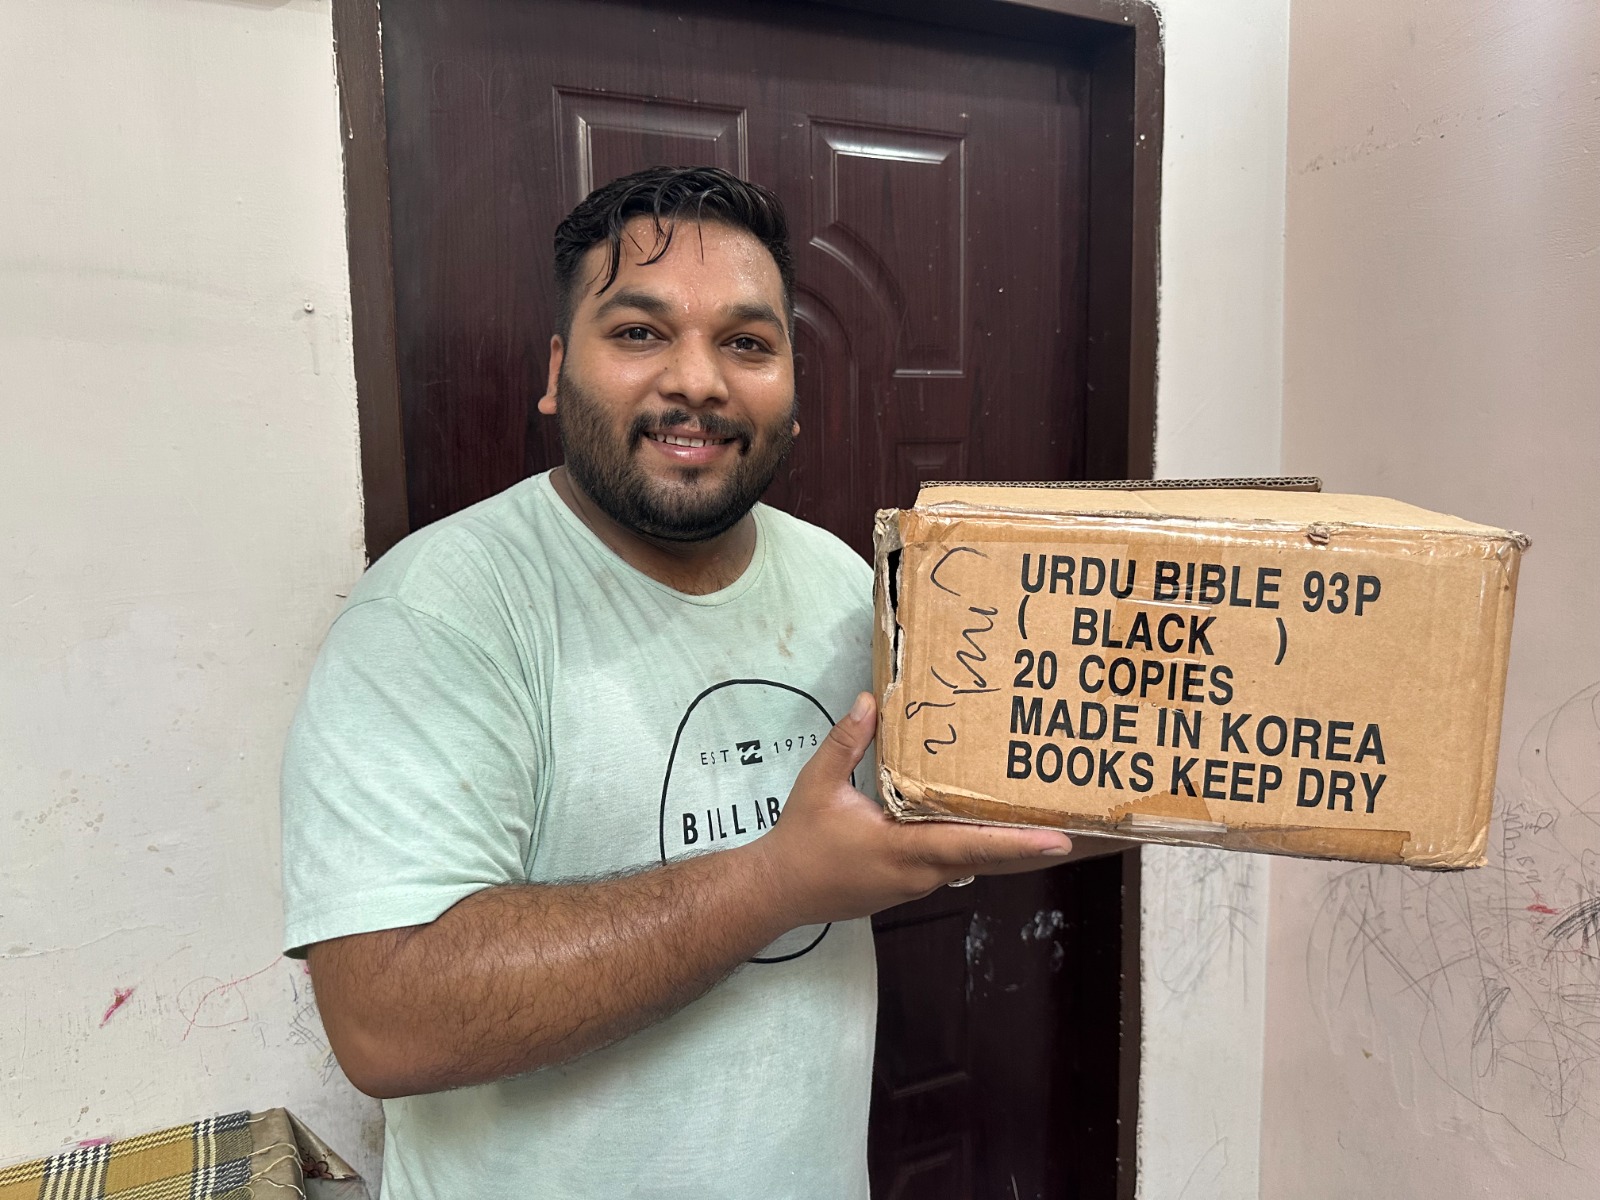 EST 1973
BILLAB
URDU BIBLE 93P
( BLACK )
20 COPIES
MADE IN KOREA
BOOKS KEEP DRY